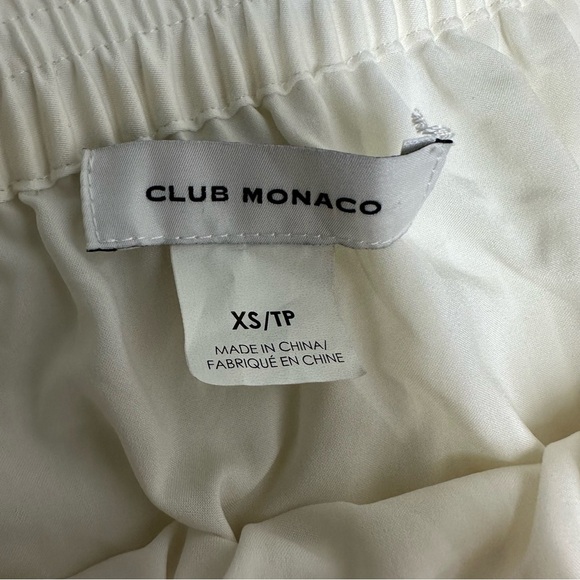 CLUB MONACO
XS/TP
MADE IN CHINA/
FABRIQUÉ EN CHINE